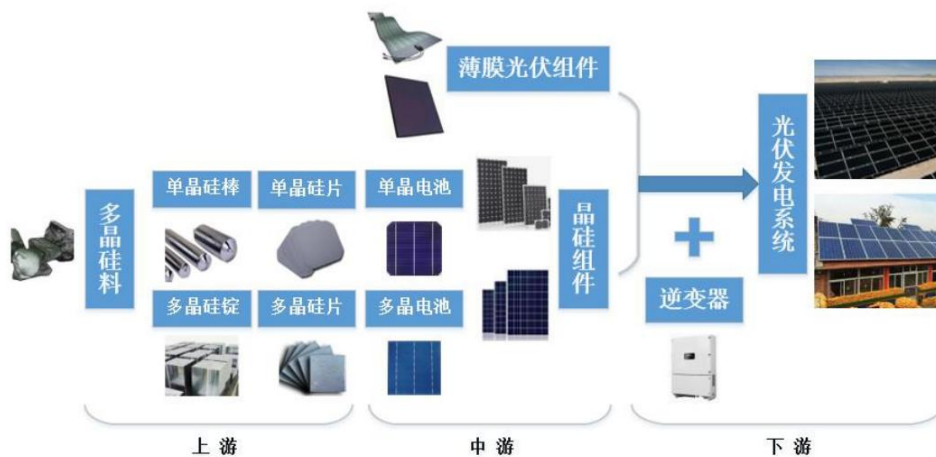 薄膜光伏组件
单晶硅棒
单晶硅片
单晶电池
多晶硅料
晶硅组件
光伏发电系统
多晶硅锭
多晶硅片
多晶电池
逆变器
上游
中游
下游